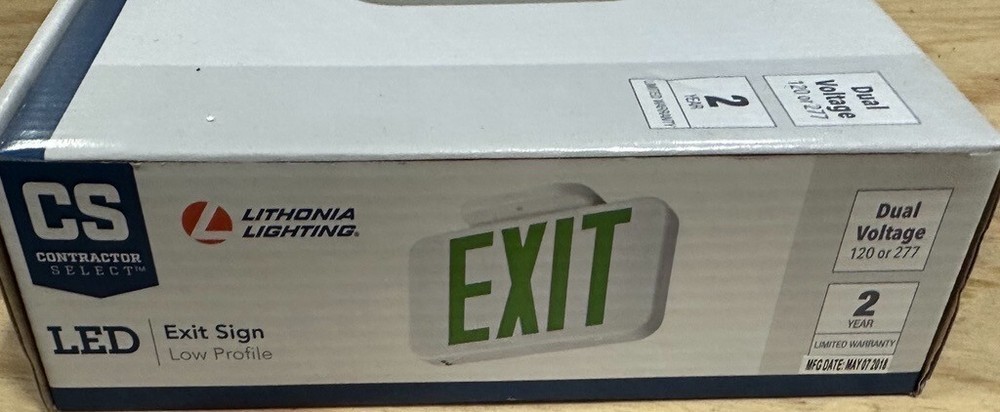 2
YEAR
LIMITED WARRANTY
Dual
Voltage
120 or 277
CS
CONTRACTOR
SELECT™
LITHONIA
LIGHTING®
LED
Exit Sign
Low Profile
EXIT
Dual
Voltage
120 or 277
2
YEAR
LIMITED WARRANTY
MFG DATE: MAY 07 2018